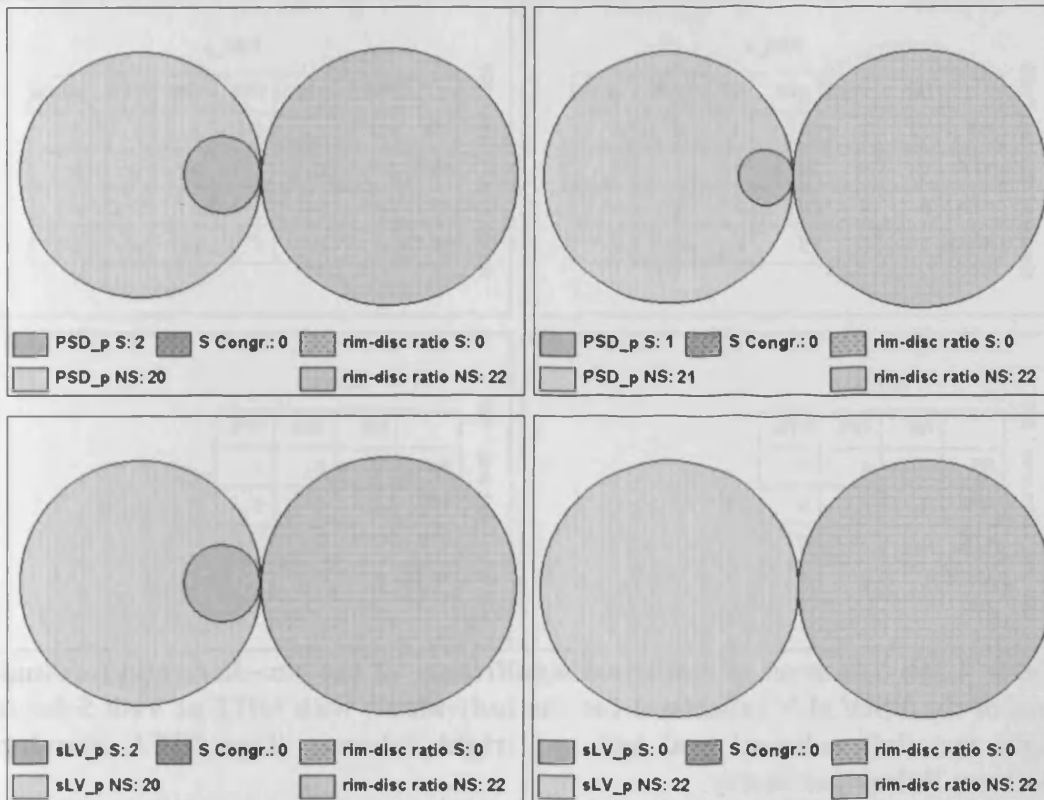 PSD_p S: 2 S Congr.: 0 rim-disc ratio S: 0
PSD_p NS: 20 rim-disc ratio NS: 22
PSD_p S: 1 S Congr.: 0 rim-disc ratio S: 0
PSD_p NS: 21 rim-disc ratio NS: 22
sLV_p S: 2 S Congr.: 0 rim-disc ratio S: 0
sLV_p NS: 20 rim-disc ratio NS: 22
sLV_p S: 0 S Congr.: 0 rim-disc ratio S: 0
sLV_p NS: 22 rim-disc ratio NS: 22